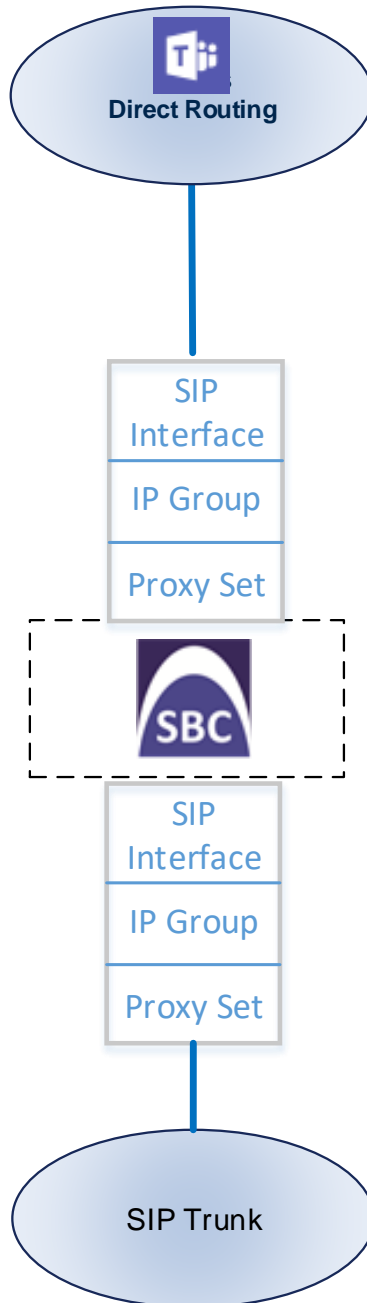 T
s
Direct Routing
SIP
Interface
IP Group
Proxy Set
SBC
SIP
Interface
IP Group
Proxy Set
SIP Trunk